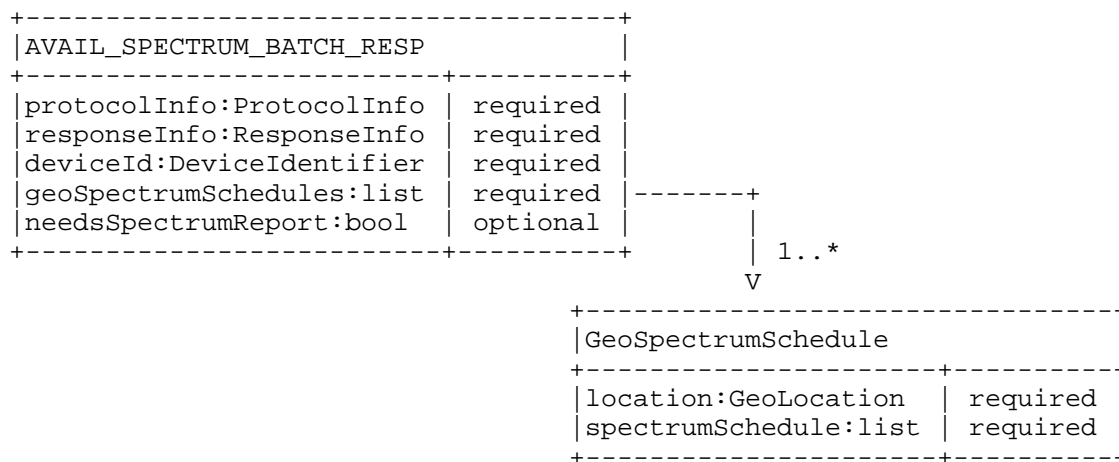 +-------------------------------------+
|AVAIL_SPECTRUM_BATCH_RESP            |
+--------------------------+----------+
|protocolInfo:ProtocolInfo | required |
|responseInfo:ResponseInfo | required |
|deviceId:DeviceIdentifier | required |
|geoSpectrumSchedules:list | required |-------+
|needsSpectrumReport:bool  | optional |       |
+--------------------------+----------+       | 1..*
                                              V
                                   +----------------------------------
                                   |GeoSpectrumSchedule
                                   +----------------------+-----------
                                   |location:GeoLocation  | required
                                   |spectrumSchedule:list | required
                                   +----------------------+-----------